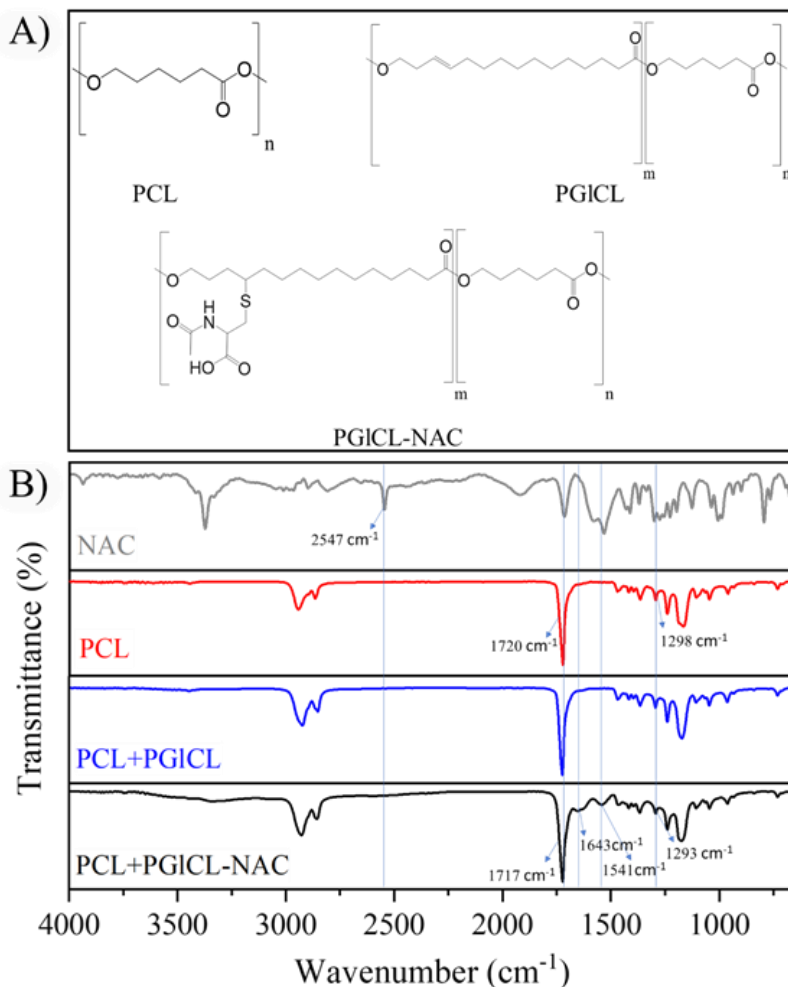 A)
O
O
O
n
PCL
O
O
O
O
O
m
n
PGlCL
O
O
O
O
O
S
H
N
O
HO
O
m
n
PGlCL-NAC
B)
NAC
2547 cm⁻¹
PCL
1720 cm⁻¹
1298 cm⁻¹
PCL+PGlCL
PCL+PGlCL-NAC
1717 cm⁻¹
1643cm⁻¹
1541cm⁻¹
1293 cm⁻¹
Transmittance (%)
4000 3500 3000 2500 2000 1500 1000
Wavenumber (cm⁻¹)